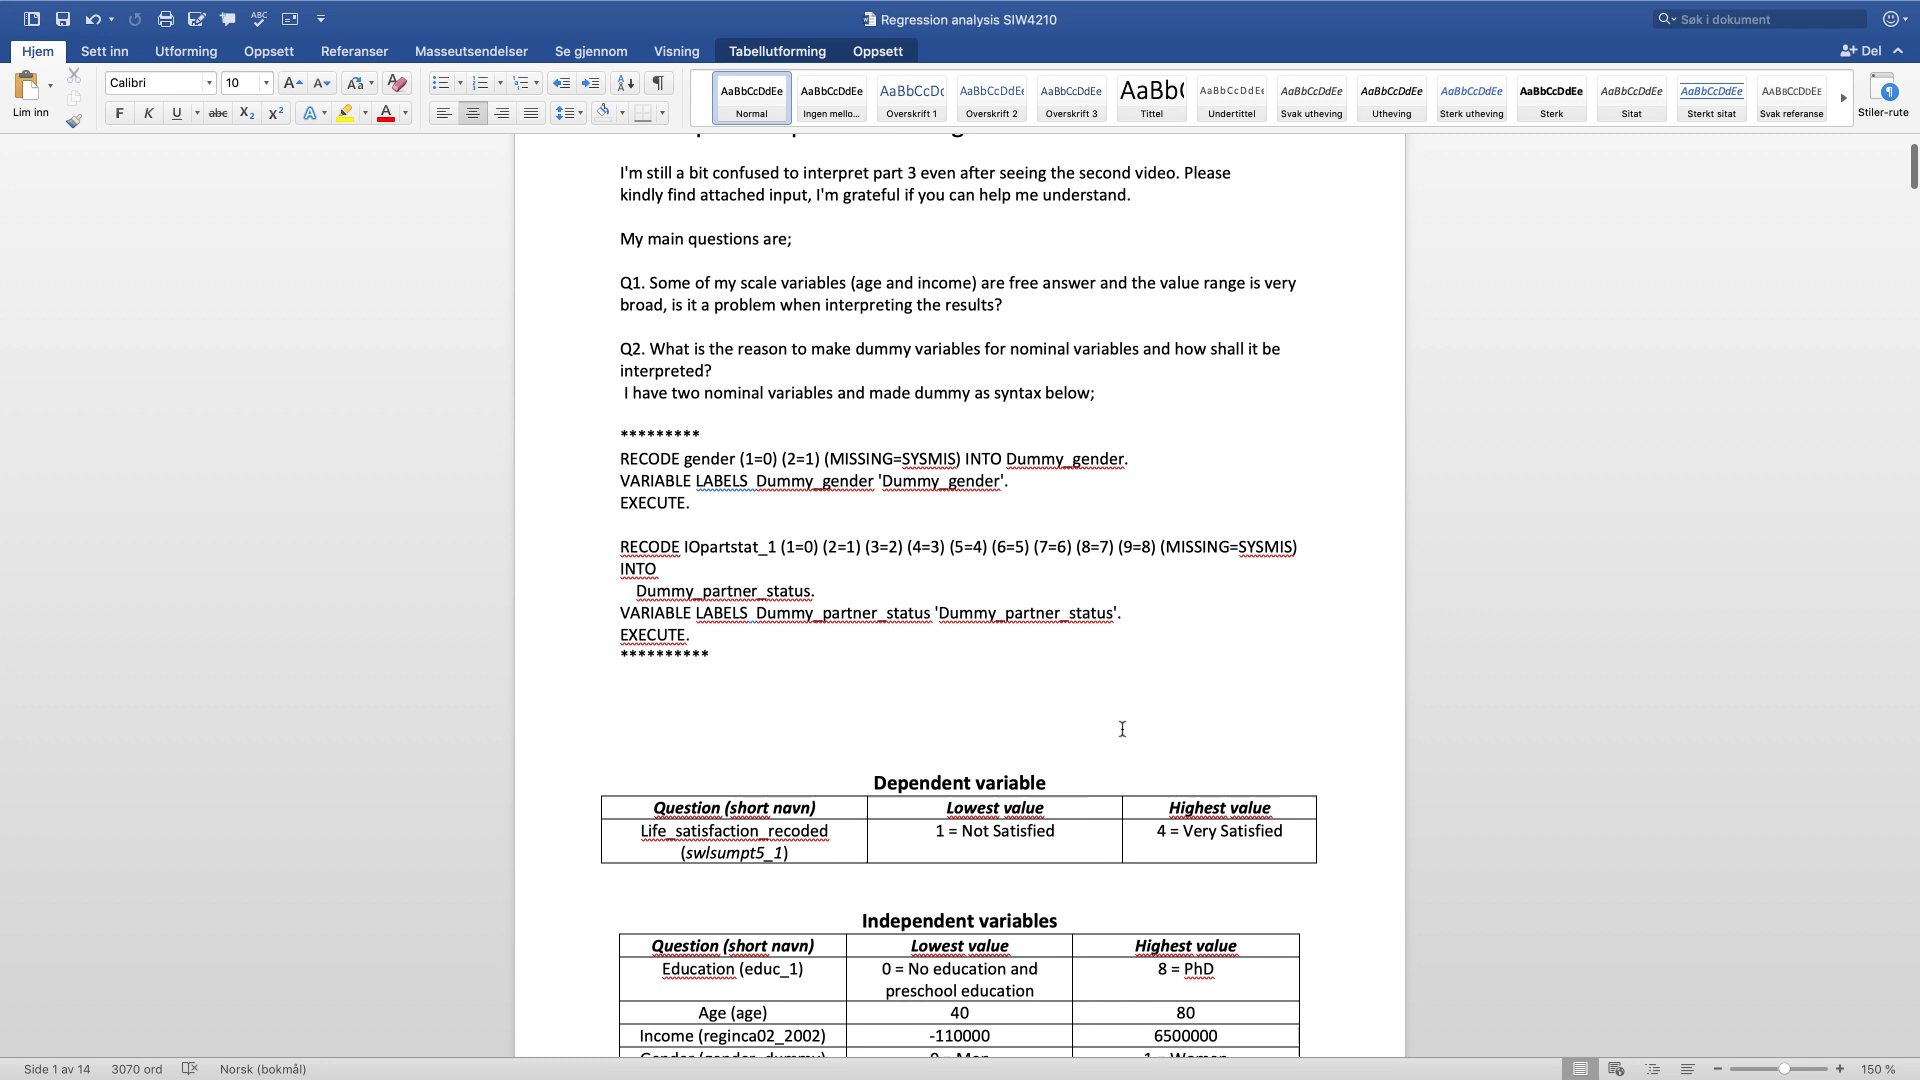 Regression analysis SIW4210
Søk i dokument
Hjem Sett inn Utforming Oppsett Referanser Masseutsendelser Se gjennom Visning Tabellutforming Oppsett Del
Lim inn
Calibri 10
F K U abc X₂ X²
AaBbCcDdEe Normal
AaBbCcDdEe Ingen mello...
AaBbCcDc Overskrift 1
AaBbCcDdEe Overskrift 2
AaBbCcDdEe Overskrift 3
AaBb( Tittel
AaBbCcDdEe Undertittel
AaBbCcDdEe Svak utheving
AaBbCcDdEe Utheving
AaBbCcDdEe Sterk utheving
AaBbCcDdEe Sterk
AaBbCcDdEe Sitat
AaBbCcDdEe Sterkt sitat
AaBbCcDdEe Svak referanse
Stiler-rute
I'm still a bit confused to interpret part 3 even after seeing the second video. Please
kindly find attached input, I'm grateful if you can help me understand.
My main questions are;
Q1. Some of my scale variables (age and income) are free answer and the value range is very
broad, is it a problem when interpreting the results?
Q2. What is the reason to make dummy variables for nominal variables and how shall it be
interpreted?
I have two nominal variables and made dummy as syntax below;
*********
RECODE gender (1=0) (2=1) (MISSING=SYSMIS) INTO Dummy_gender.
VARIABLE LABELS Dummy_gender 'Dummy_gender'.
EXECUTE.
RECODE IOpartstat_1 (1=0) (2=1) (3=2) (4=3) (5=4) (6=5) (7=6) (8=7) (9=8) (MISSING=SYSMIS)
INTO
Dummy_partner_status.
VARIABLE LABELS Dummy_partner_status 'Dummy_partner_status'.
EXECUTE.
**********
Dependent variable
Question (short navn) Lowest value Highest value
Life_satisfaction_recoded 1 = Not Satisfied 4 = Very Satisfied
(swlsumpt5_1)
Independent variables
Question (short navn) Lowest value Highest value
Education (educ_1) 0 = No education and 8 = PhD
preschool education
Age (age) 40 80
Income (reginca02_2002) -110000 6500000
Side 1 av 14 3070 ord Norsk (bokmål) 150 %